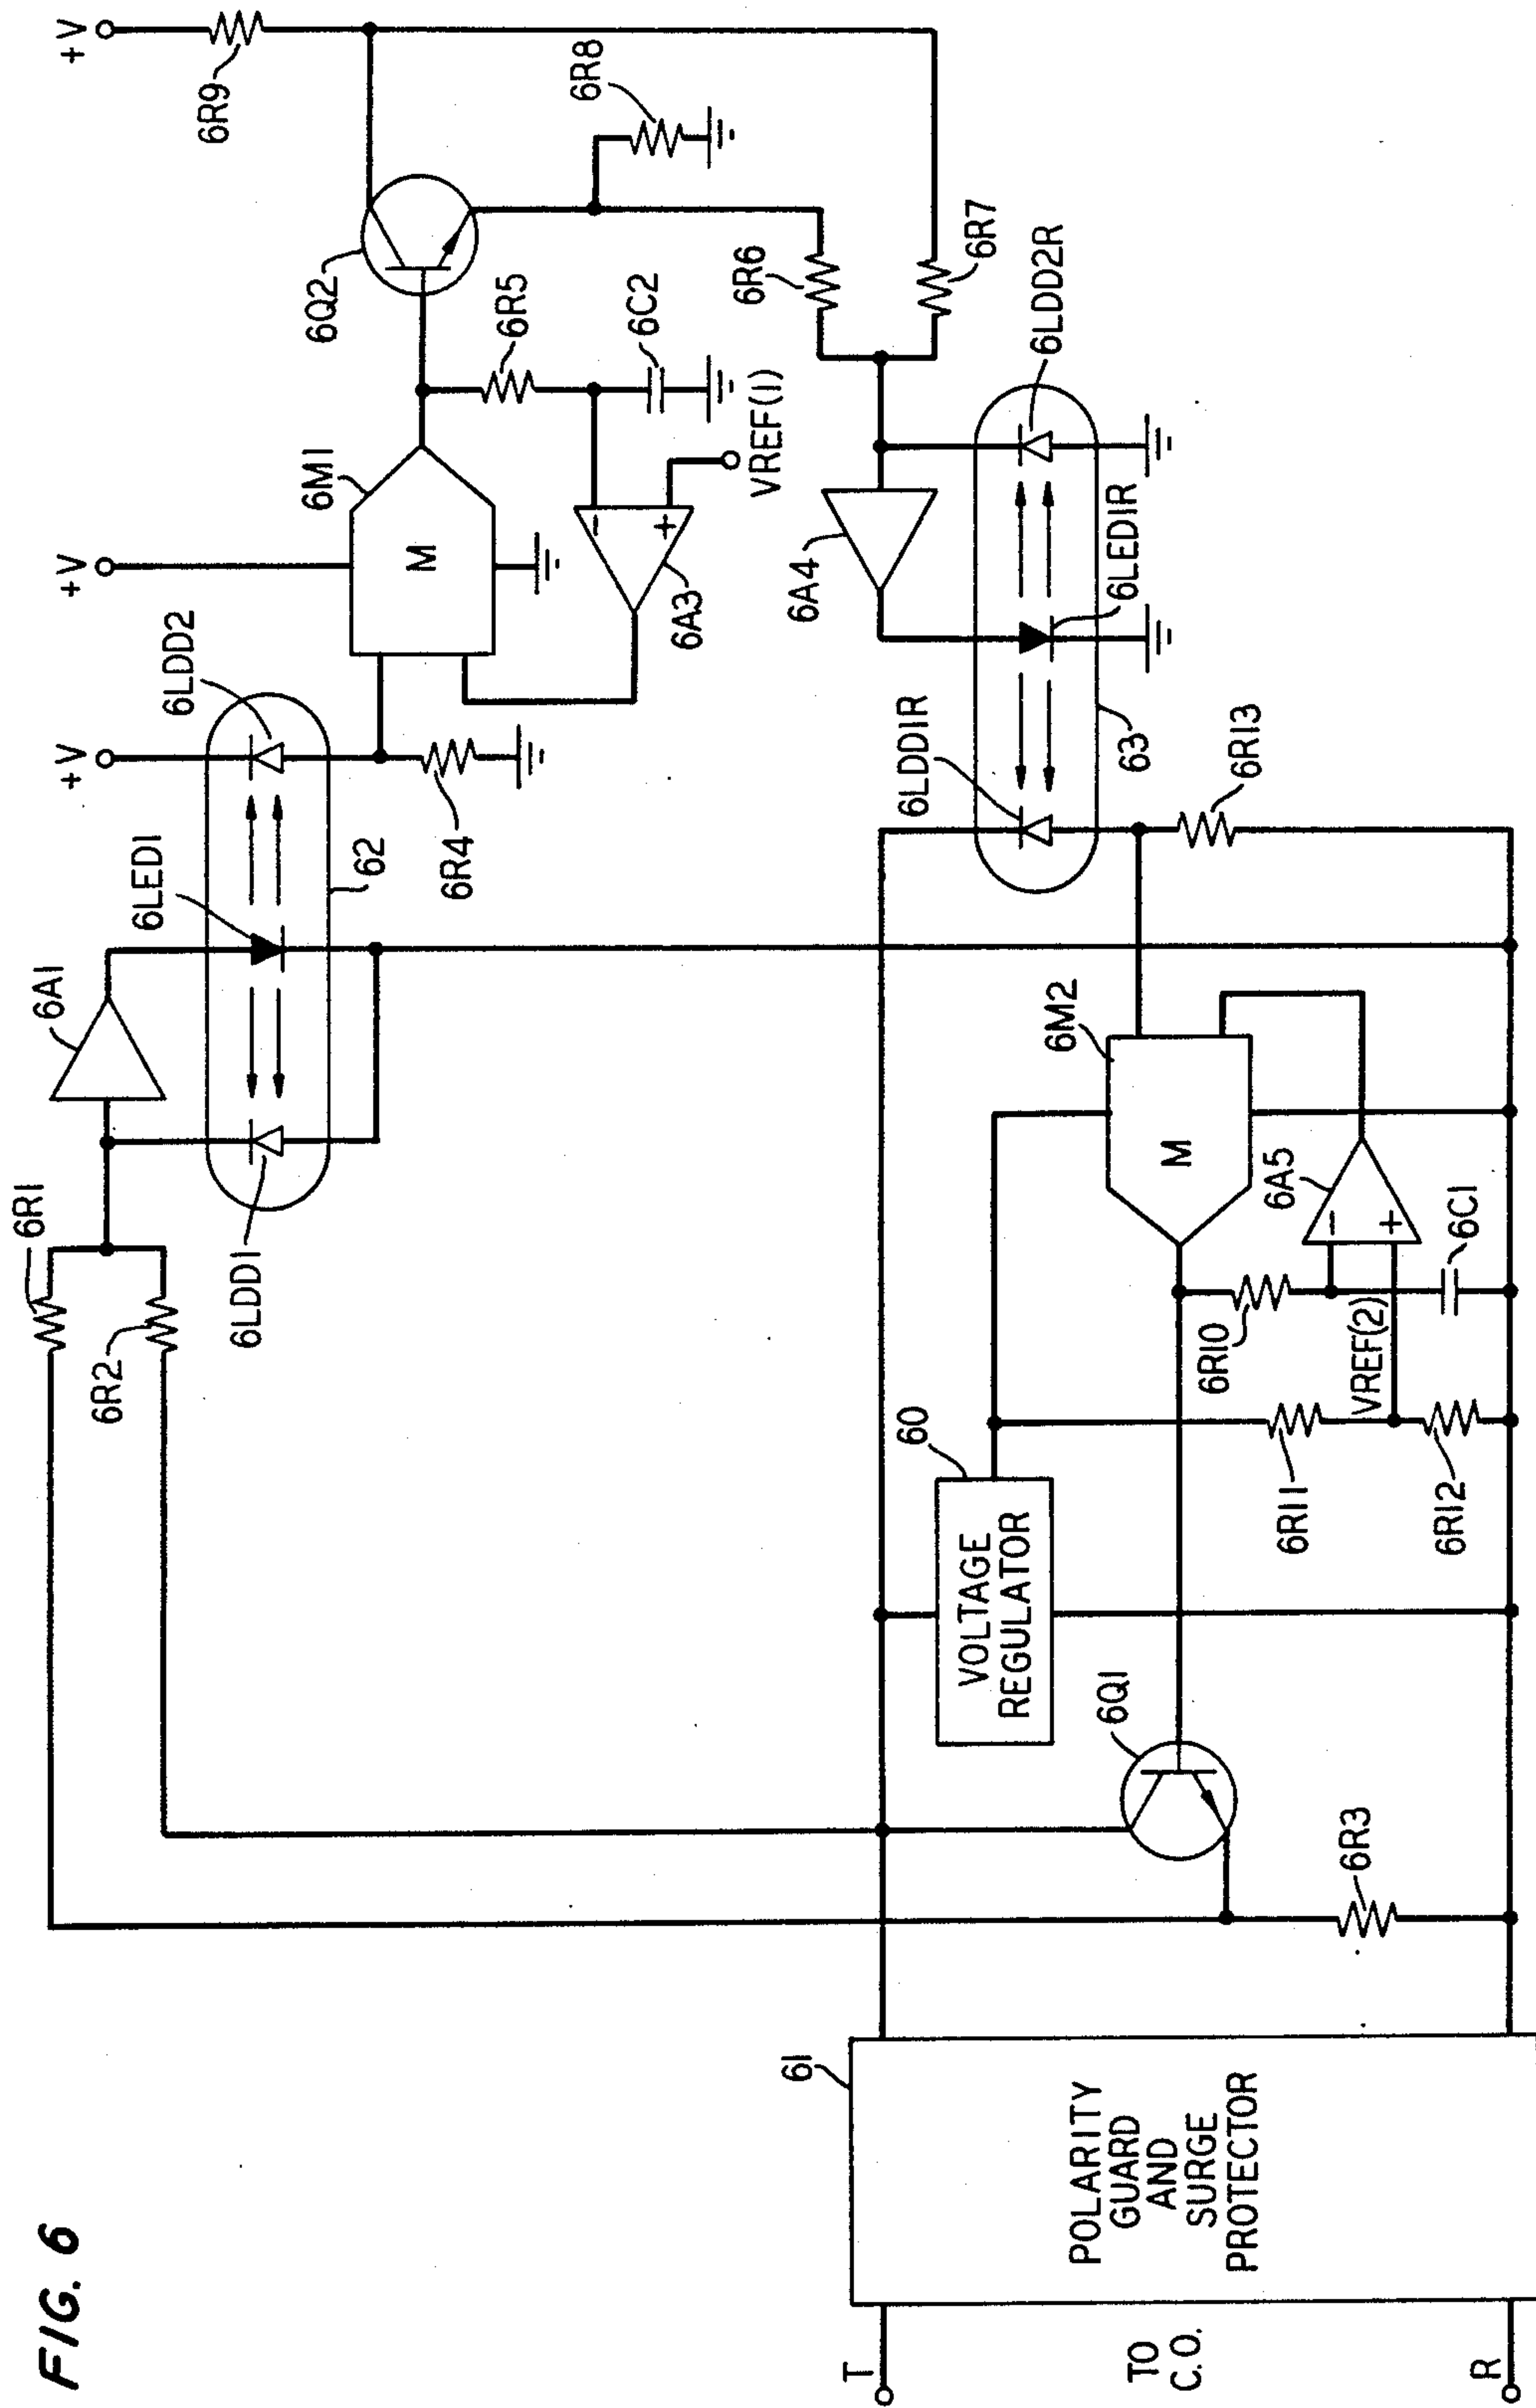 FIG. 6
T
TO
C.O.
R
61
POLARITY
GUARD
AND
SURGE
PROTECTOR
6R3
6Q1
60
VOLTAGE
REGULATOR
6R11
6R12
6R10
VREF(2)
6A5
-
+
6C1
M
6M2
6R1
6R2
6LDD1
6A1
6LED1
62
6LDD2
6R4
+V
+V
6M1
M
6A3
-
+
VREF(1)
6R5
6C2
6Q2
6R8
+V
6R9
6R6
6R7
6A4
6LDD1R
63
6LED1R
6LDD2R
6R13